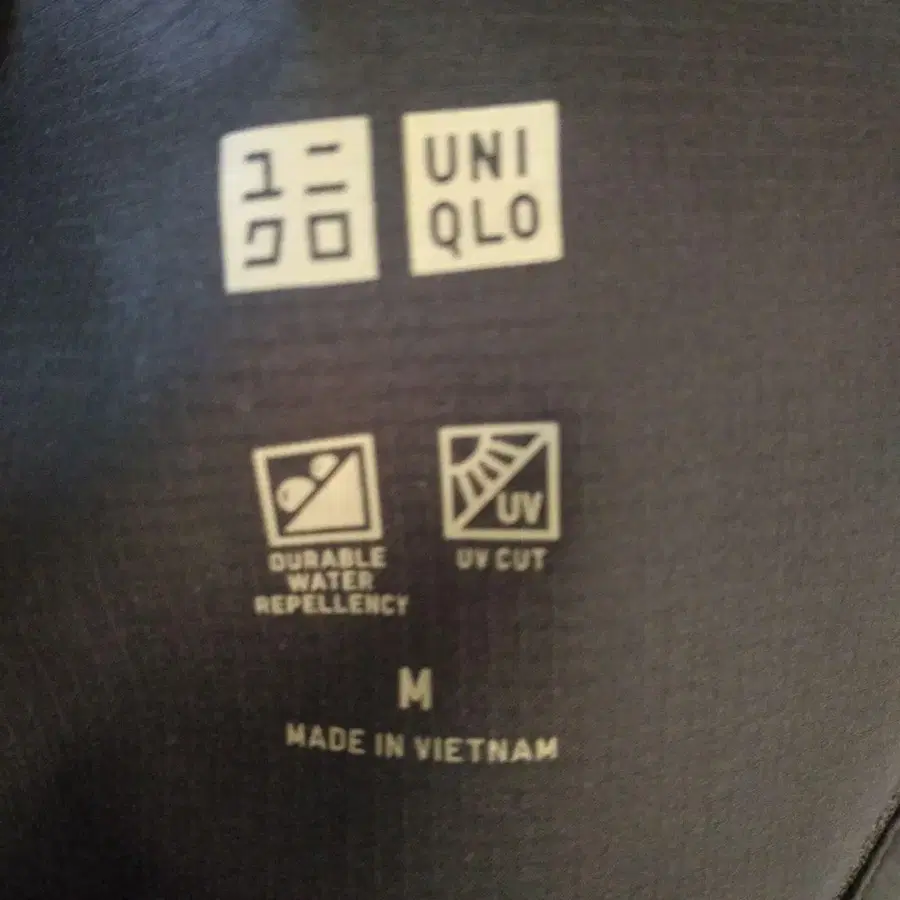 ユニ
クロ
UNI
QLO
UV
DURABLE
WATER
REPELLENCY
UV CUT
M
MADE IN VIETNAM